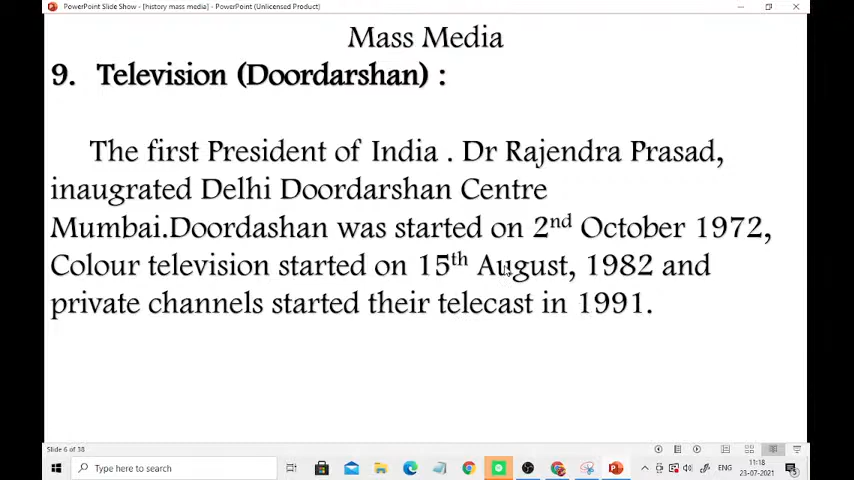 PowerPoint Slide Show - [history mass media] - PowerPoint (Unlicensed Product)
Mass Media
9. Television (Doordarshan) :
The first President of India . Dr Rajendra Prasad,
inaugrated Delhi Doordarshan Centre
Mumbai.Doordashan was started on 2nd October 1972,
Colour television started on 15th August, 1982 and
private channels started their telecast in 1991.
Slide 6 of 38
Type here to search
ENG
11:18
23-07-2021